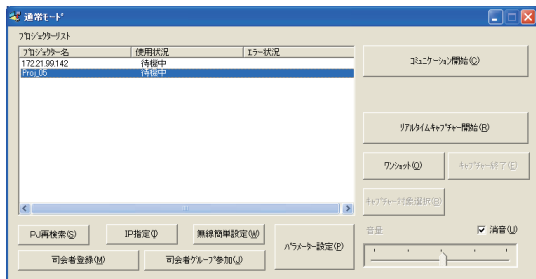 通常モード
プロジェクターリスト
プロジェクター名 使用状況 エラー状況
172.21.99.142 待機中
Proj_05 待機中
コミュニケーション開始(C)
リアルタイムキャプチャー開始(R)
ワンショット(O) キャプチャー終了(E)
キャプチャー対象選択(B)
PJ再検索(S) IP指定(I) 無線簡単設定(W)
司会者登録(M) 司会者グループ参加(J)
パラメーター設定(P)
音量 消音(U)